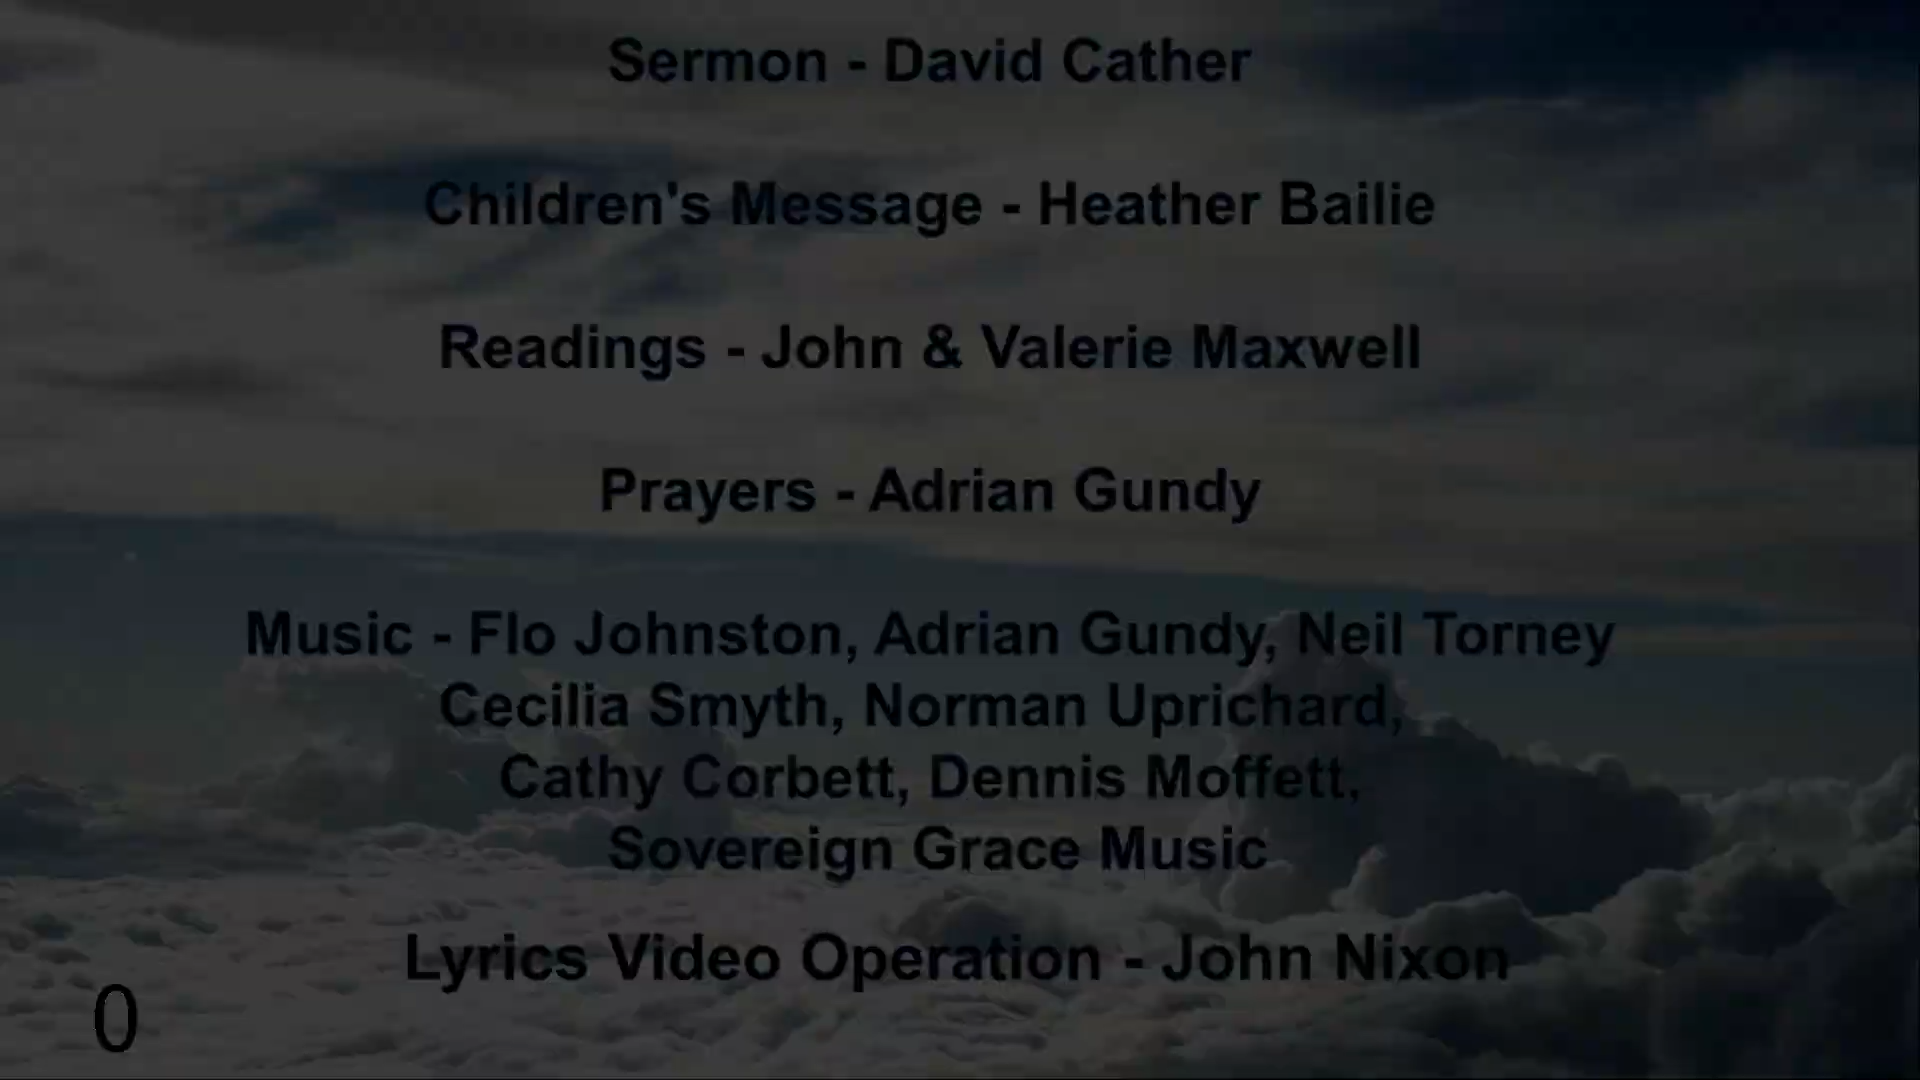 Sermon - David Cather
Children's Message - Heather Bailie
Readings - John & Valerie Maxwell
Prayers - Adrian Gundy
Music - Flo Johnston, Adrian Gundy, Neil Torney
Cecilia Smyth, Norman Uprichard,
Cathy Corbett, Dennis Moffett,
Sovereign Grace Music
Lyrics Video Operation - John Nixon
0